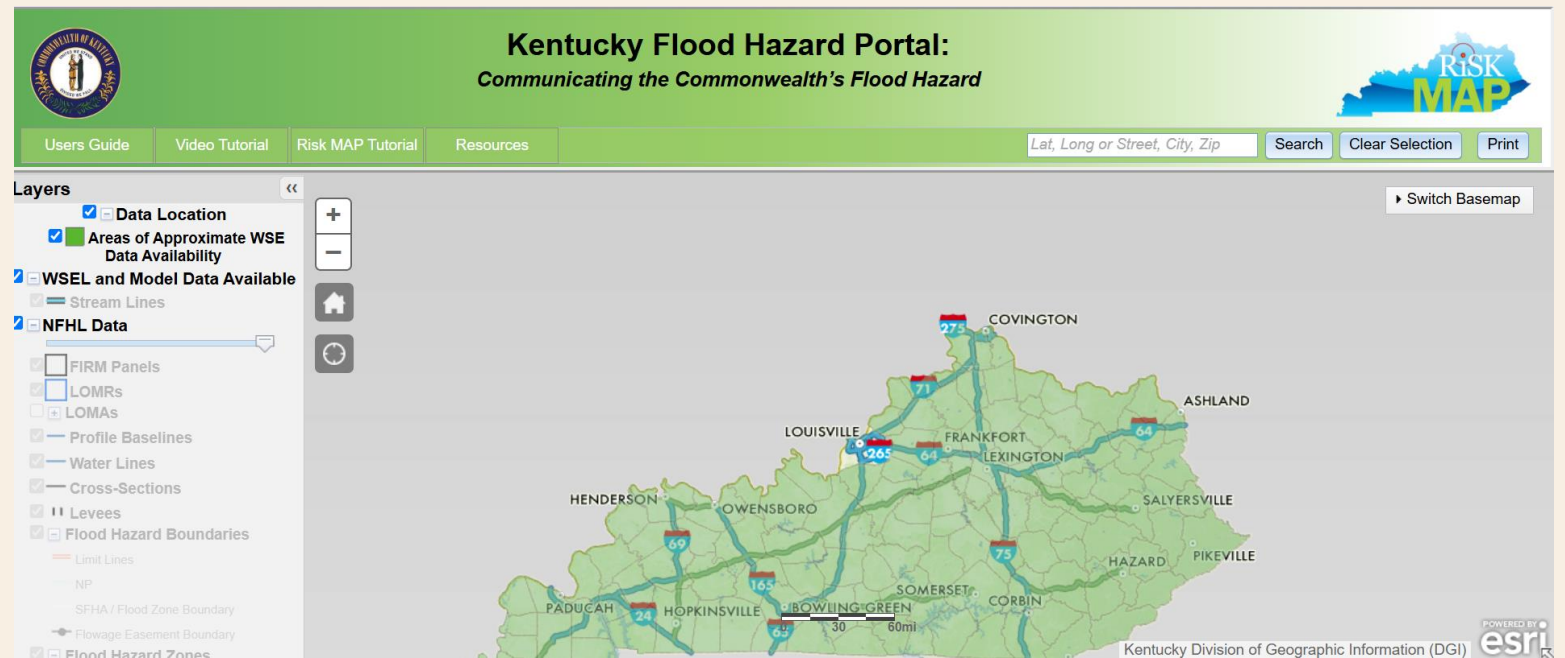 Kentucky Flood Hazard Portal:
Communicating the Commonwealth's Flood Hazard
RiSK
MAP
Users Guide
Video Tutorial
Risk MAP Tutorial
Resources
Lat, Long or Street, City, Zip
Search
Clear Selection
Print
Layers
Data Location
Areas of Approximate WSE
Data Availability
WSEL and Model Data Available
Stream Lines
NFHL Data
FIRM Panels
LOMRs
LOMAs
Profile Baselines
Water Lines
Cross-Sections
Levees
Flood Hazard Boundaries
Limit Lines
NP
SFHA / Flood Zone Boundary
Flowage Easement Boundary
Flood Hazard Zones
Switch Basemap
275
COVINGTON
71
ASHLAND
64
LOUISVILLE
265
64
FRANKFORT
LEXINGTON
HENDERSON
OWENSBORO
SALYERSVILLE
69
75
HAZARD
PIKEVILLE
165
SOMERSET
CORBIN
PADUCAH
24
HOPKINSVILLE
BOWLING GREEN
65
0 30 60mi
Kentucky Division of Geographic Information (DGI)
POWERED BY
esri